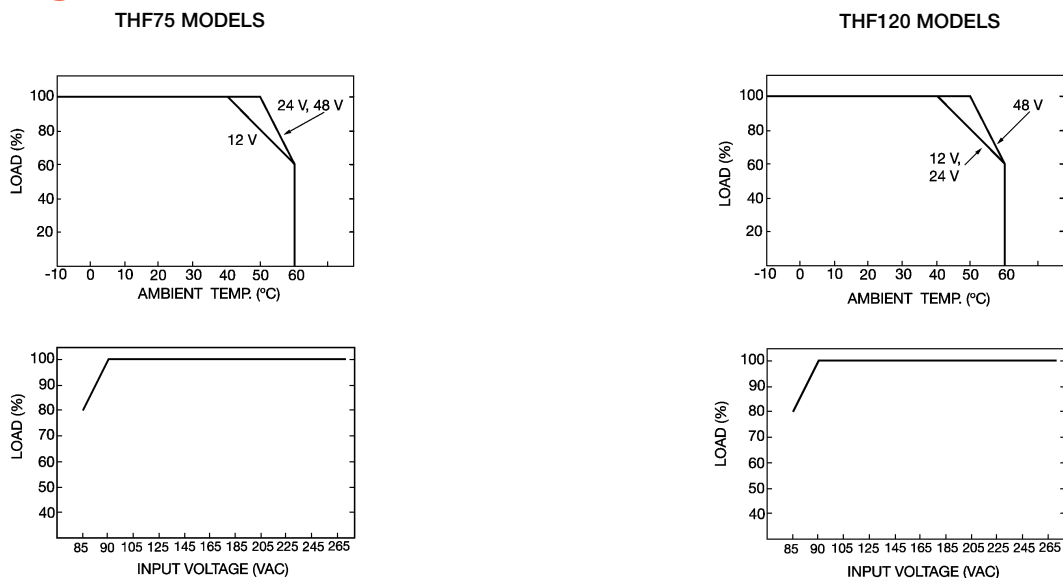 THF75 MODELS
100
80
60
40
20
LOAD (%)
24 V, 48 V
12 V
-10 0 10 20 30 40 50 60
AMBIENT TEMP. (ºC)
THF120 MODELS
100
80
60
40
20
LOAD (%)
48 V
12 V,
24 V
-10 0 10 20 30 40 50 60
AMBIENT TEMP. (ºC)
100
90
80
70
60
50
40
LOAD (%)
85 90 105 125 145 165 185 205 225 245 265
INPUT VOLTAGE (VAC)
100
90
80
70
60
50
40
LOAD (%)
85 90 105 125 145 165 185 205 225 245 265
INPUT VOLTAGE (VAC)